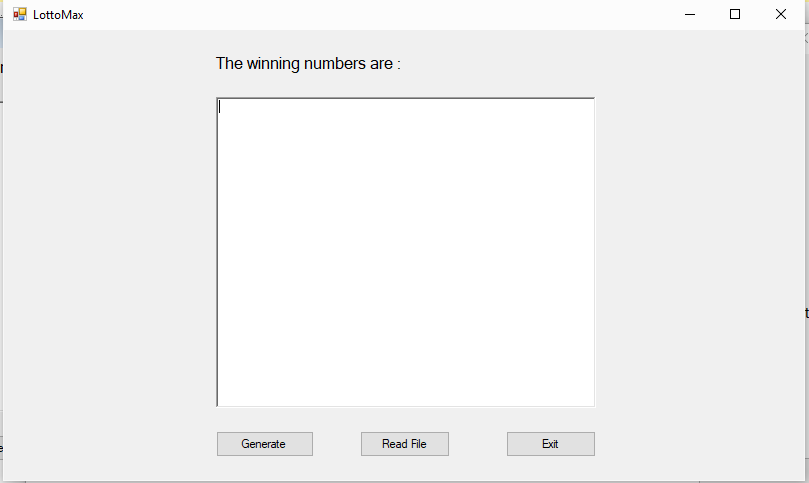 LottoMax
The winning numbers are :
Generate
Read File
Exit